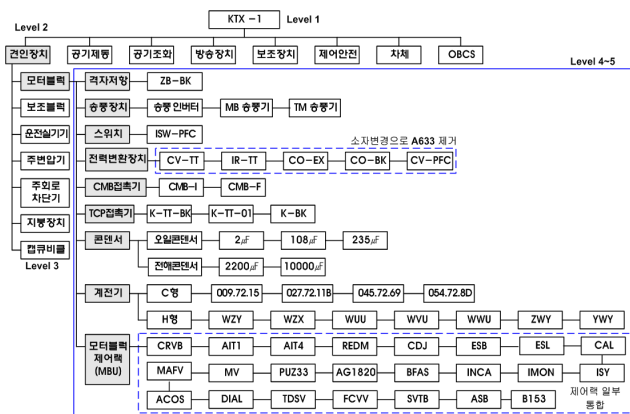 KTX-1
Level 1
Level 2
견인장치 공기제동 공기조화 방송장치 보조장치 제어안전 차체 OBCS
Level 4~5
모터블럭 격자저항 ZB-BK
보조블럭 송풍장치 송풍인버터 MB 송풍기 TM 송풍기
소자변경으로 A633 제거
운전실기기 스위치 ISW-PFC
주변압기 전력변환장치 CV-TT IR-TT CO-EX CO-BK CV-PFC
주회로
차단기
CMB접촉기 CMB-I CMB-F
지붕장치 TCP접촉기 K-TT-BK K-TT-01 K-BK
캡큐비클 콘덴서 오일콘덴서 2㎌ 108㎌ 235㎌
Level 3
전해콘덴서 2200㎌ 10000㎌
계전기 C형 009.72.15 027.72.11B 045.72.69 054.72.8D
H형 WZY WZX WUU WVU WWU ZWY YWY
모터블럭
제어랙
(MBU)
CRVB AIT1 AIT4 REDM CDJ ESB ESL CAL
MAFV MV PUZ33 AG1820 BFAS INCA IMON ISY
제어랙 일부
통합
ACOS DIAL TDSV FCVV SVTB ASB B153